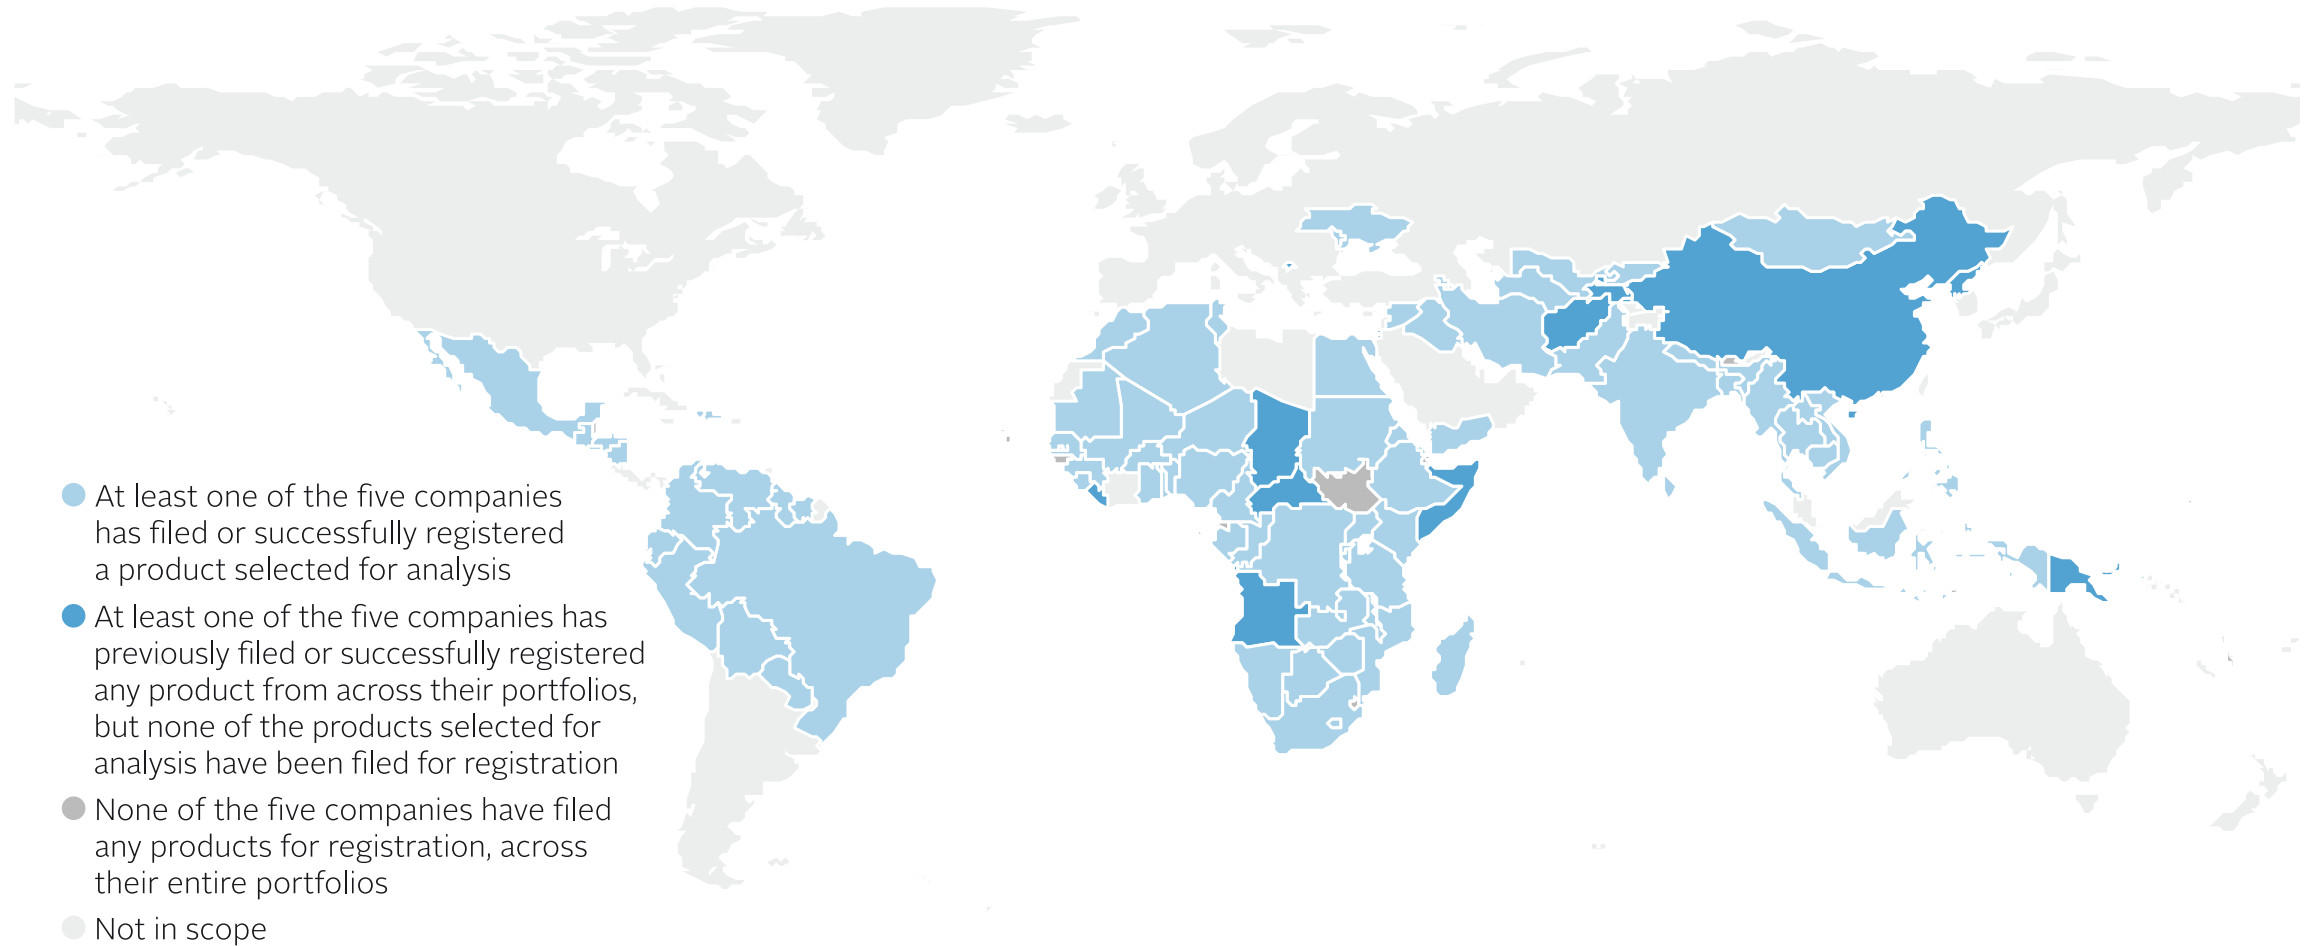 At least one of the five companies
has filed or successfully registered
a product selected for analysis
At least one of the five companies has
previously filed or successfully registered
any product from across their portfolios,
but none of the products selected for
analysis have been filed for registration
None of the five companies have filed
any products for registration, across
their entire portfolios
Not in scope